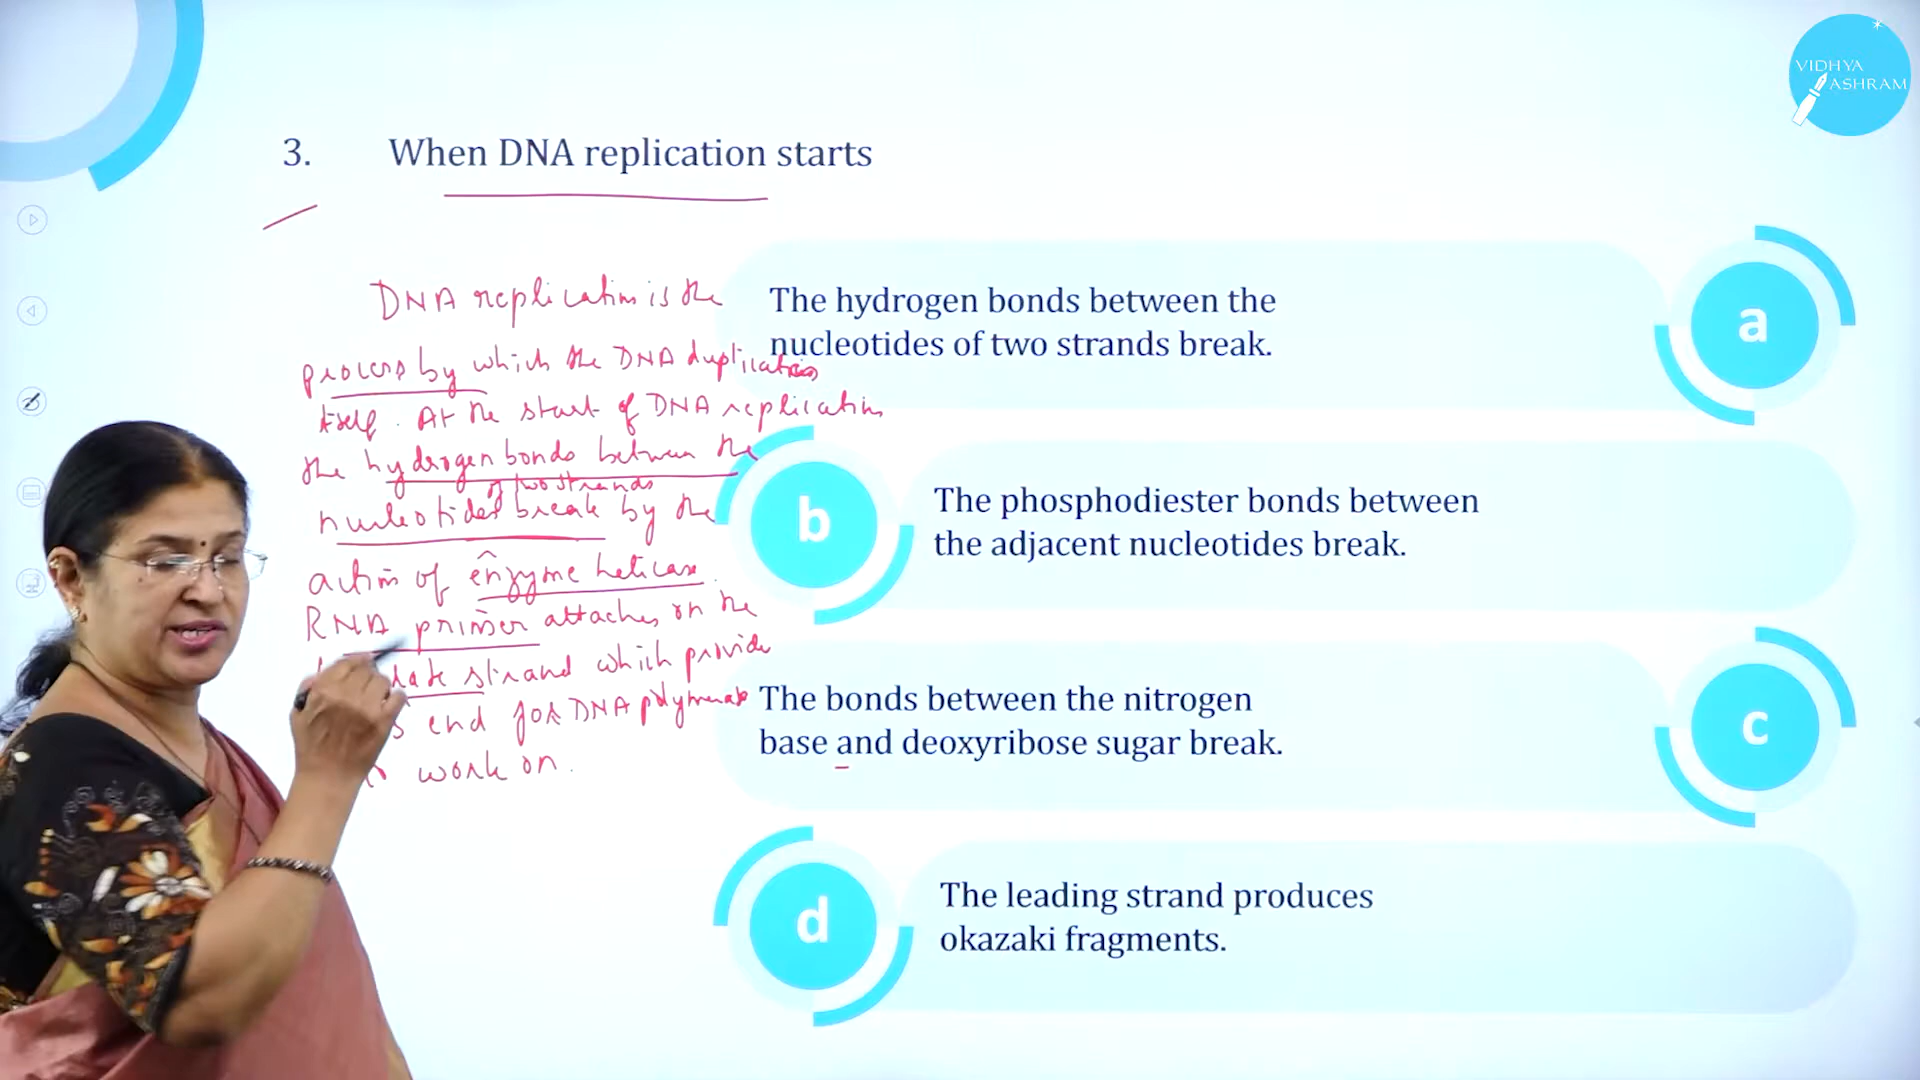 VIDHYA
ASHRAM
3. When DNA replication starts
DNA replication is the
process by which the DNA duplicates
itself. At the start of DNA replication
the hydrogen bonds between the
of two strands
nucleotides break by the
action of enzyme helicase.
RNA primer attaches on the
strand which provide
end for DNA polymerase
work on.
The hydrogen bonds between the
nucleotides of two strands break.
a
b
The phosphodiester bonds between
the adjacent nucleotides break.
The bonds between the nitrogen
base and deoxyribose sugar break.
c
d
The leading strand produces
okazaki fragments.